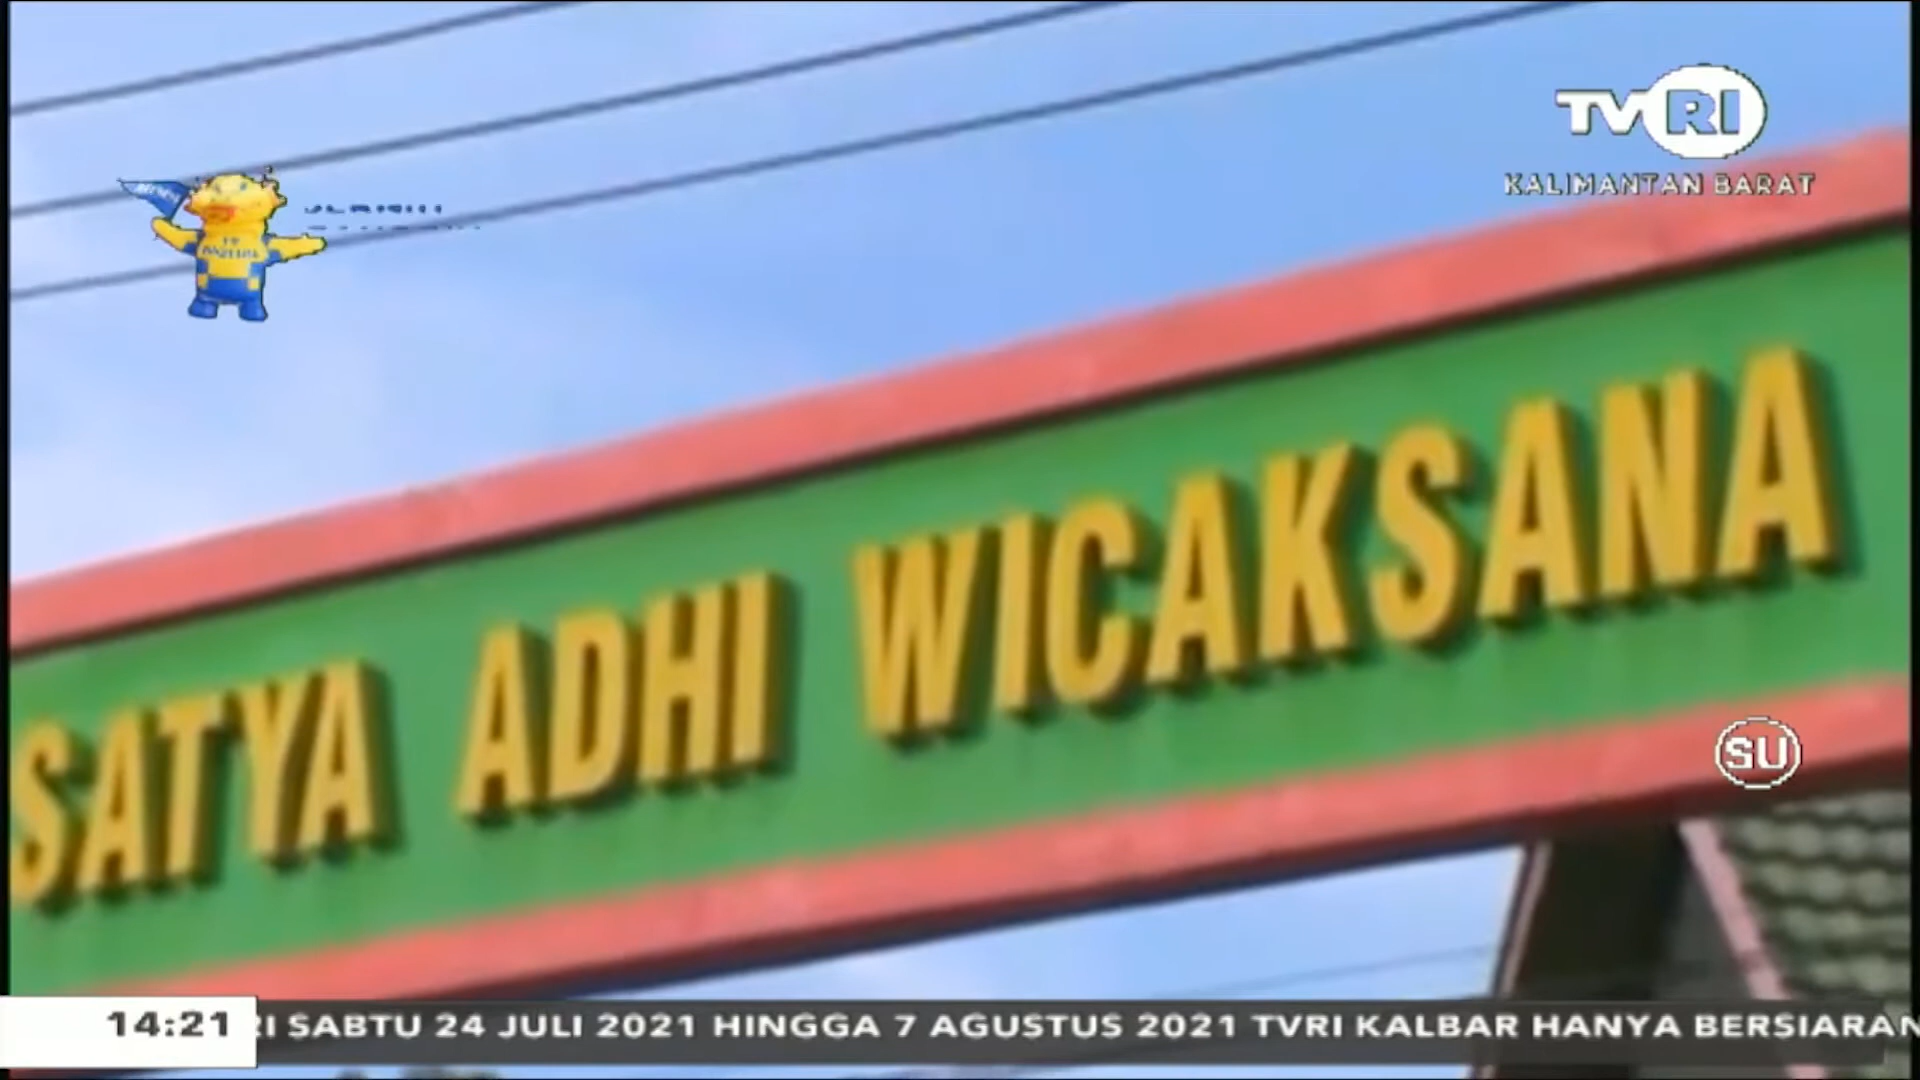 TVRI
KALIMANTAN BARAT
SATYA ADHI WICAKSANA
SU
14:21
RI SABTU 24 JULI 2021 HINGGA 7 AGUSTUS 2021 TVRI KALBAR HANYA BERSIARAN